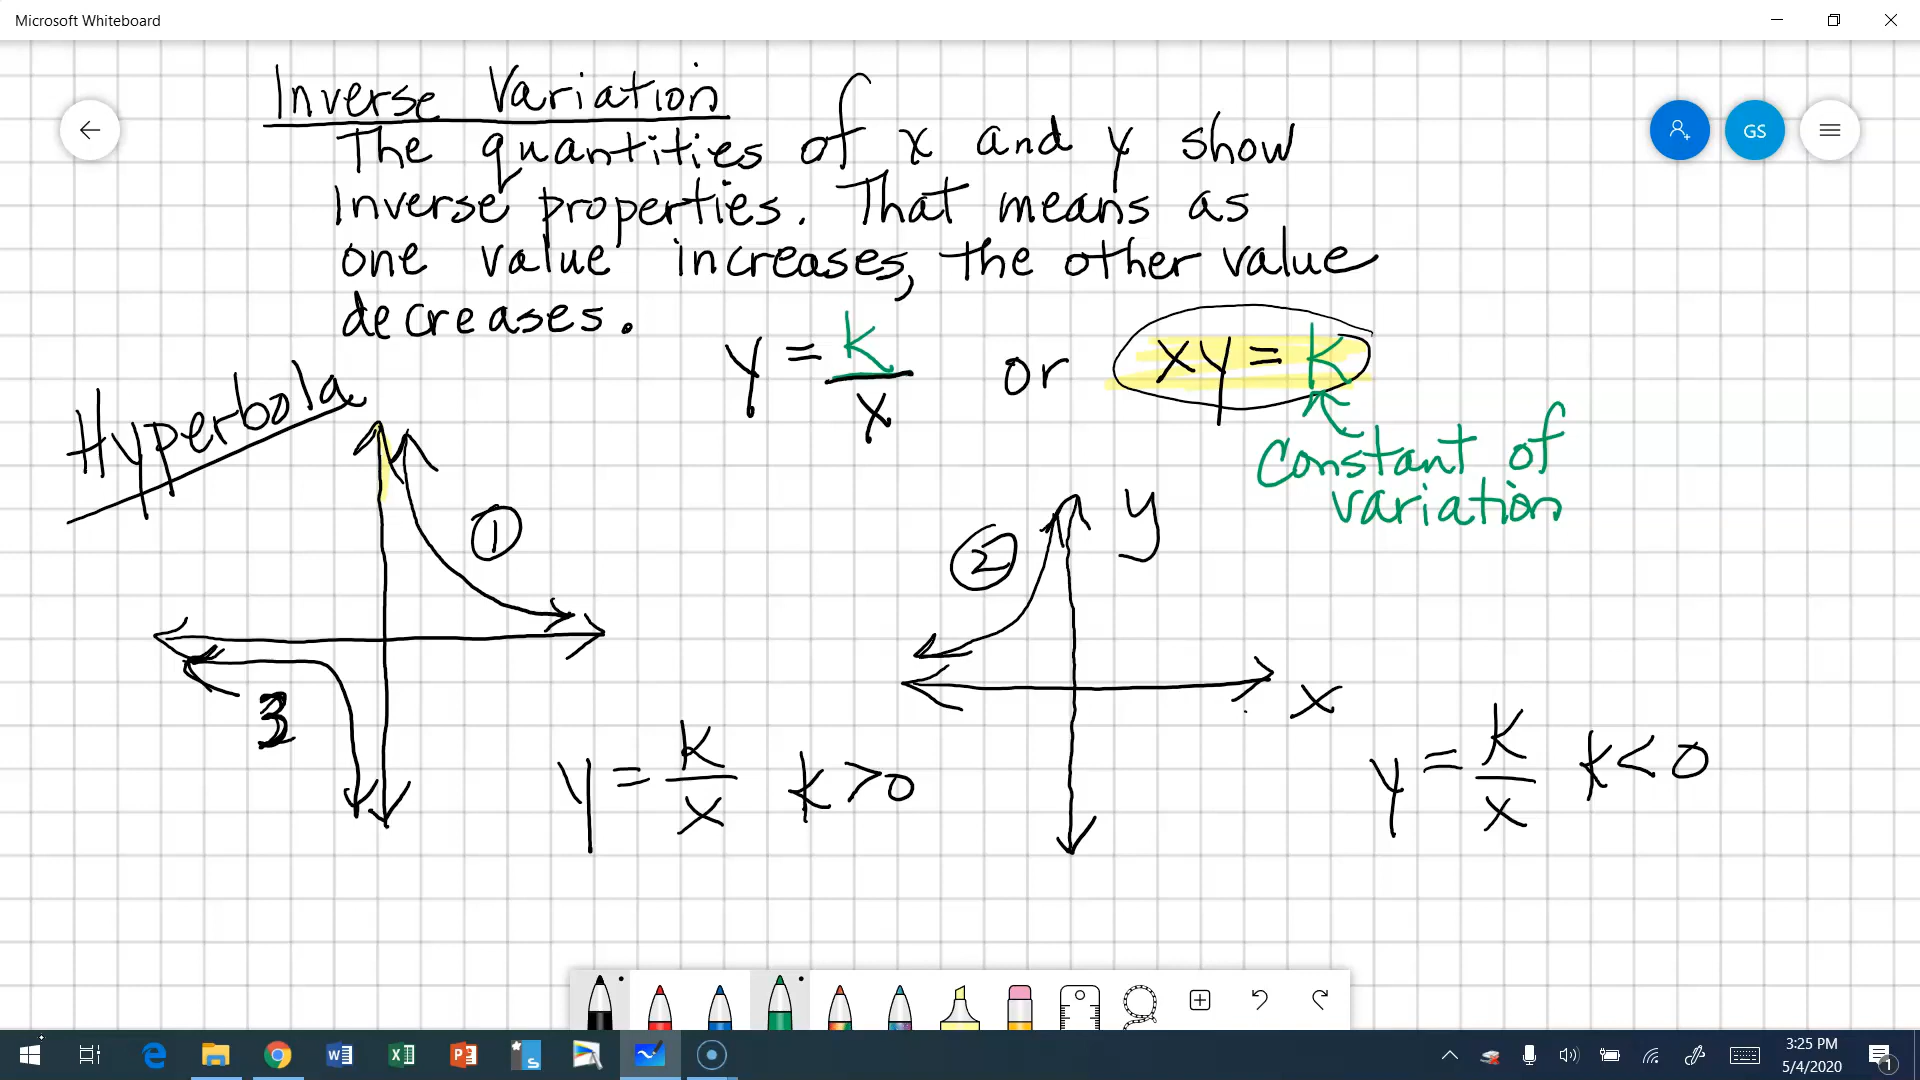 Microsoft Whiteboard
GS
Inverse Variation
The quantities of x and y show
inverse properties. That means as
one value increases, the other value
decreases.
y = k/x or xy = k
Constant of
variation
Hyperbola
①
3
y = k/x k > 0
②
y
x
y = k/x k < 0
3:25 PM
5/4/2020
1